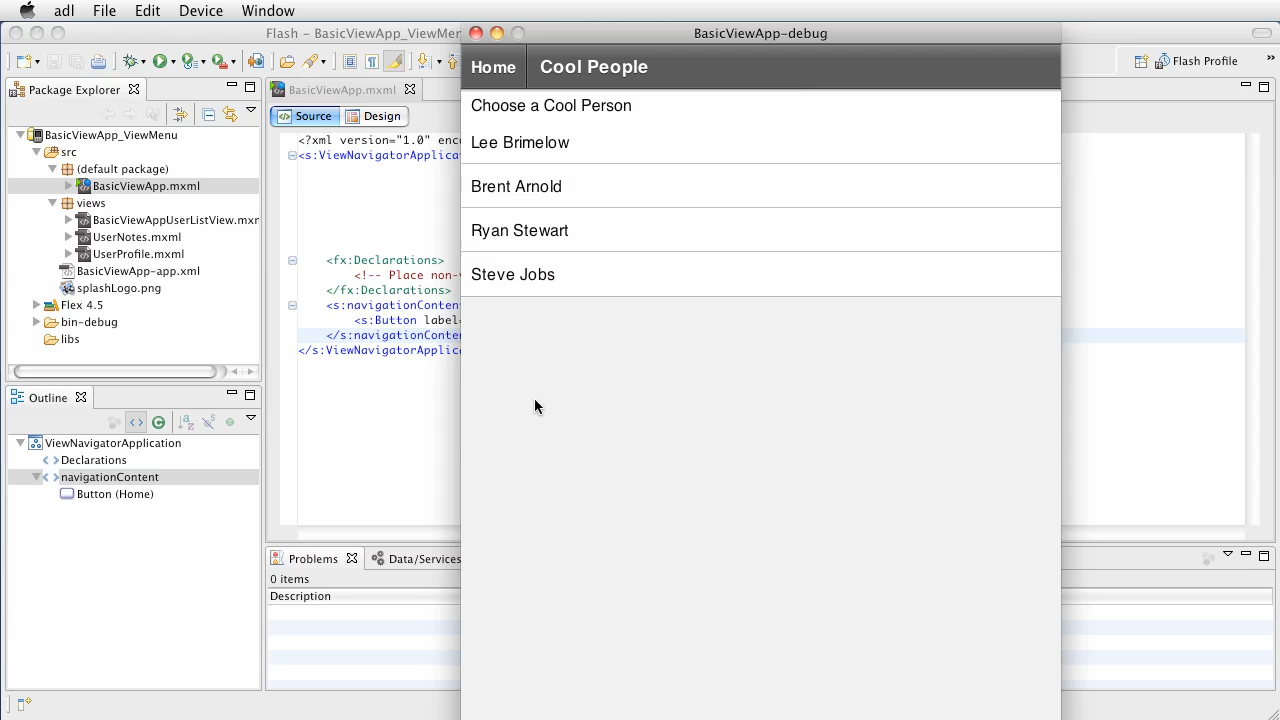 adl File Edit Device Window
Flash – BasicViewApp_ViewMer
BasicViewApp-debug
Flash Profile
Package Explorer
BasicViewApp.mxml
Source
Design
BasicViewApp_ViewMenu
src
(default package)
BasicViewApp.mxml
views
BasicViewAppUserListView.mxr
UserNotes.mxml
UserProfile.mxml
BasicViewApp-app.xml
splashLogo.png
Flex 4.5
bin-debug
libs
<?xml version="1.0" enc
<s:ViewNavigatorApplica
<fx:Declarations>
<!-- Place non-v
</fx:Declarations>
<s:navigationConten
<s:Button label=
</s:navigationConte
</s:ViewNavigatorApplic
Home
Cool People
Choose a Cool Person
Lee Brimelow
Brent Arnold
Ryan Stewart
Steve Jobs
Outline
ViewNavigatorApplication
Declarations
navigationContent
Button (Home)
Problems
Data/Services
0 items
Description